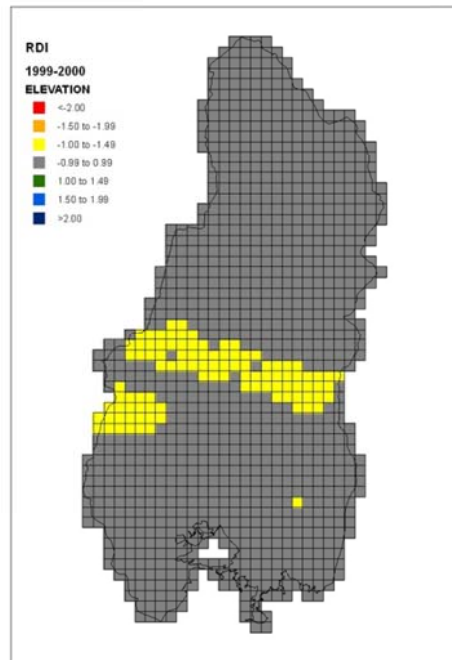 RDI
1999-2000
ELEVATION
<-2.00
-1.50 to -1.99
-1.00 to -1.49
-0.99 to 0.99
1.00 to 1.49
1.50 to 1.99
>2.00